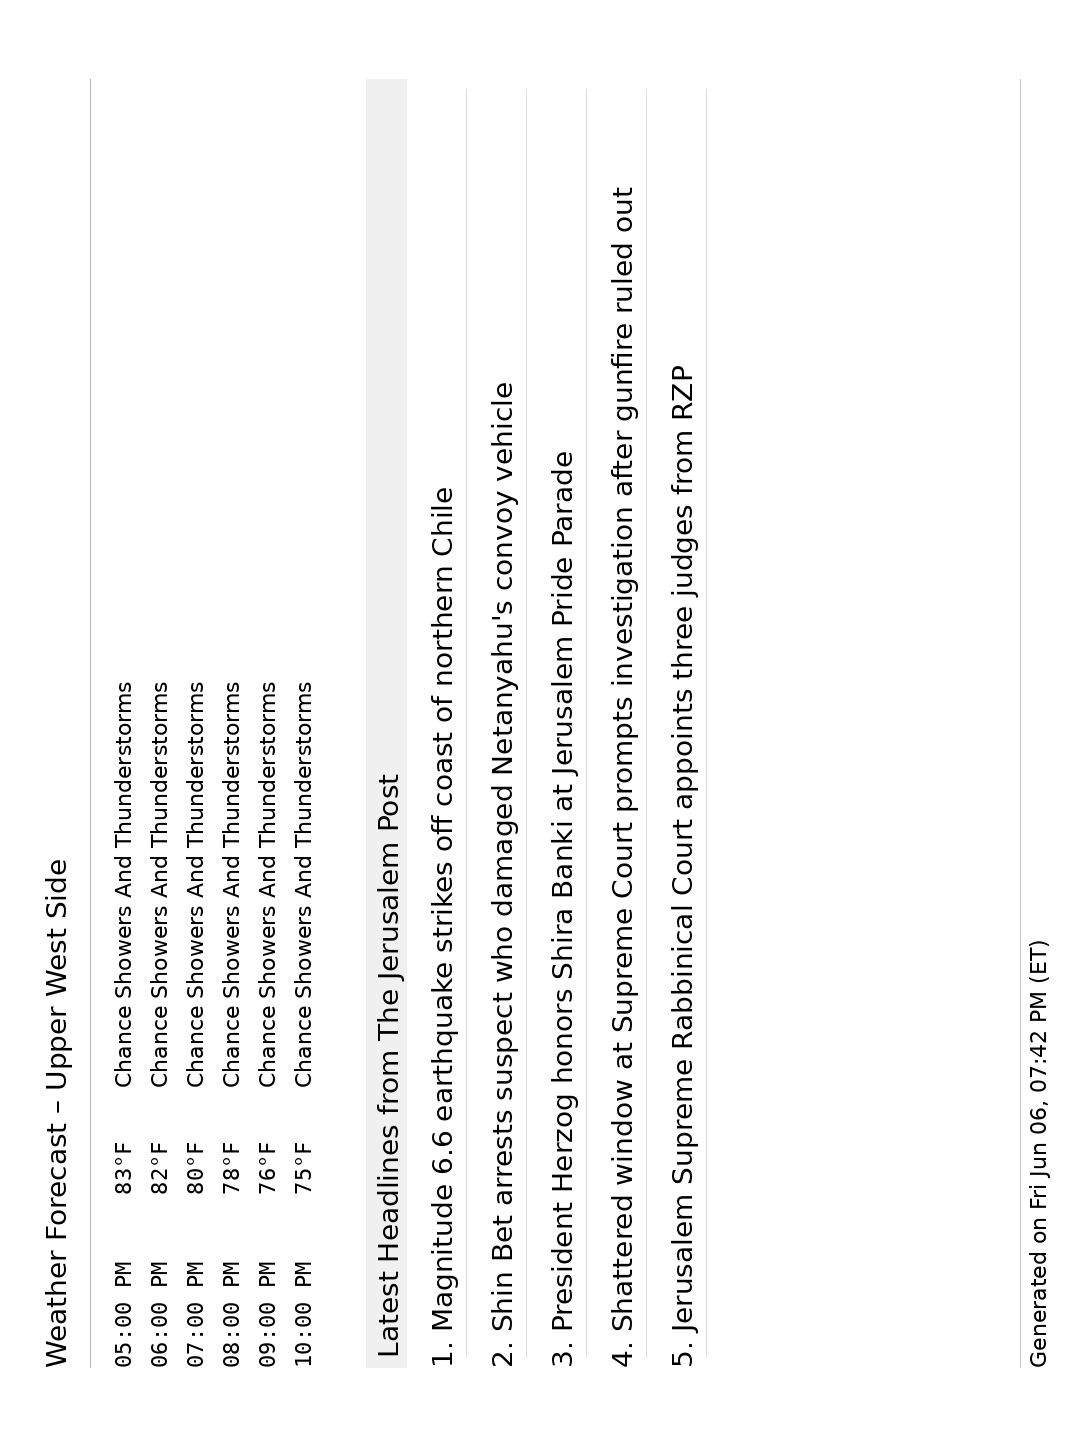 Weather Forecast – Upper West Side
05:00 PM 83°F Chance Showers And Thunderstorms
06:00 PM 82°F Chance Showers And Thunderstorms
07:00 PM 80°F Chance Showers And Thunderstorms
08:00 PM 78°F Chance Showers And Thunderstorms
09:00 PM 76°F Chance Showers And Thunderstorms
10:00 PM 75°F Chance Showers And Thunderstorms
Latest Headlines from The Jerusalem Post
1. Magnitude 6.6 earthquake strikes off coast of northern Chile
2. Shin Bet arrests suspect who damaged Netanyahu's convoy vehicle
3. President Herzog honors Shira Banki at Jerusalem Pride Parade
4. Shattered window at Supreme Court prompts investigation after gunfire ruled out
5. Jerusalem Supreme Rabbinical Court appoints three judges from RZP
Generated on Fri Jun 06, 07:42 PM (ET)